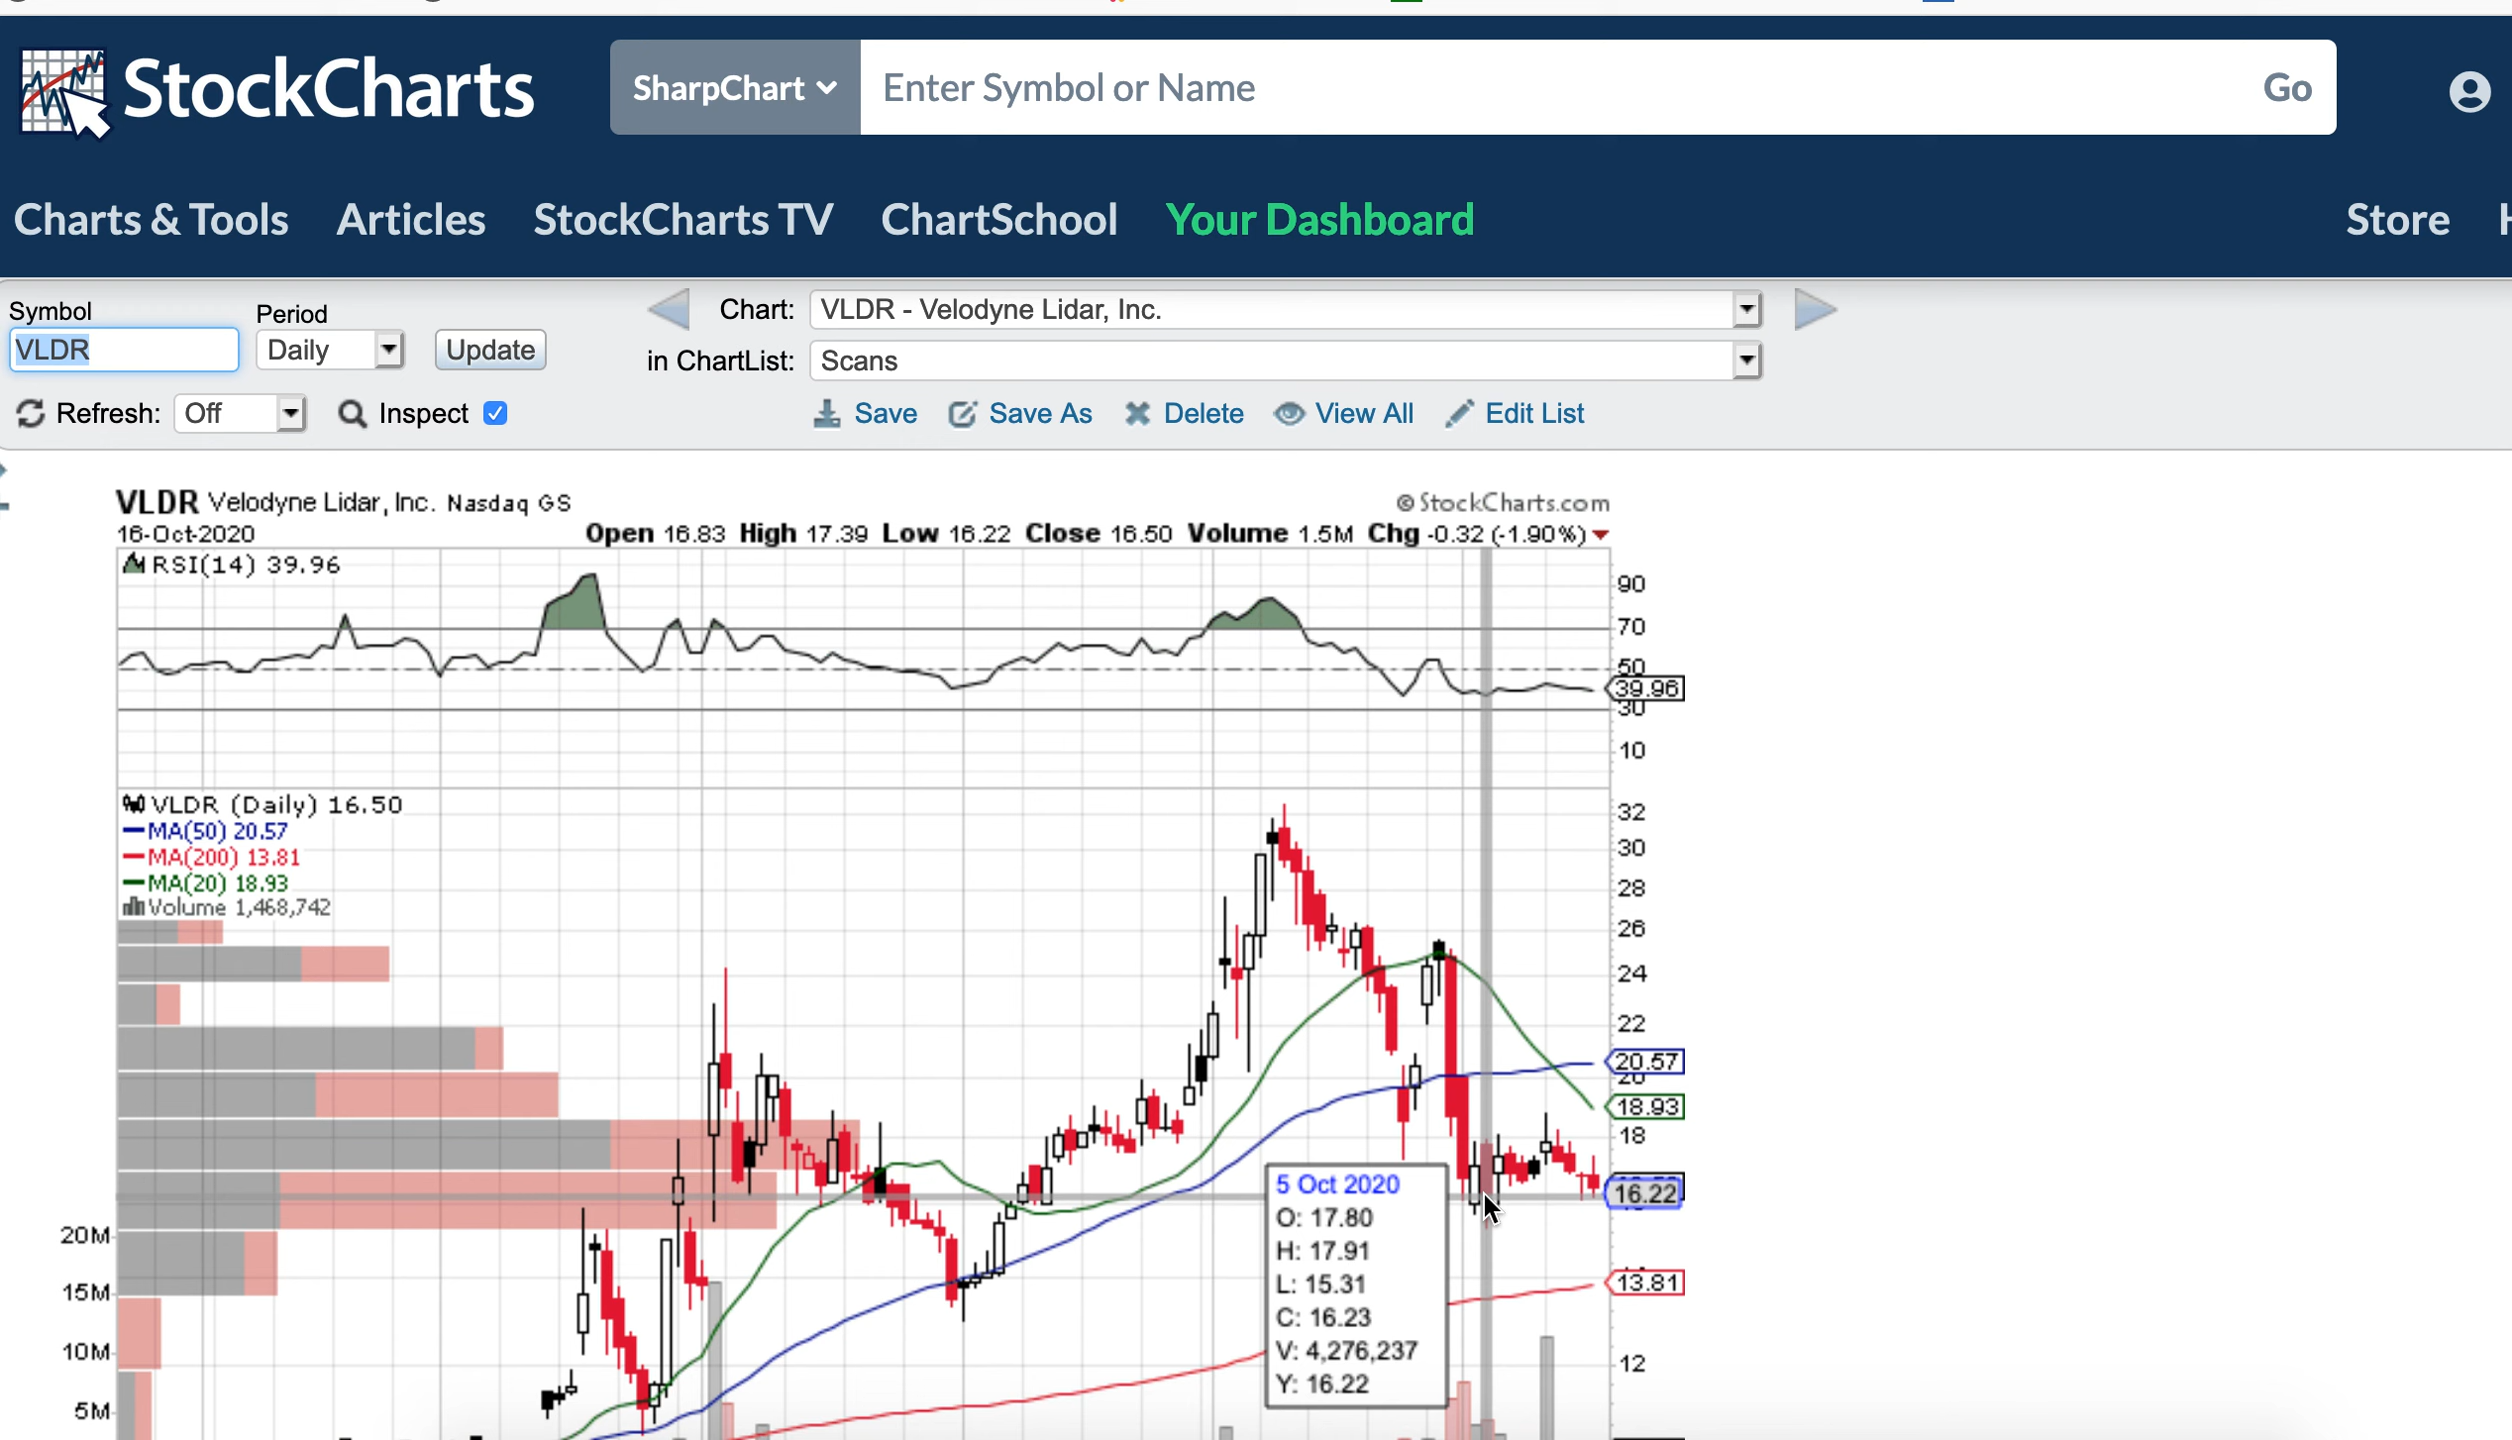 StockCharts
SharpChart
Enter Symbol or Name
Go
Charts & Tools
Articles
StockCharts TV
ChartSchool
Your Dashboard
Store
Symbol
Period
Chart:
VLDR - Velodyne Lidar, Inc.
VLDR
Daily
Update
in ChartList:
Scans
Refresh:
Off
Inspect
Save
Save As
Delete
View All
Edit List
VLDR Velodyne Lidar, Inc. Nasdaq GS
© StockCharts.com
16-Oct-2020
Open 16.83 High 17.39 Low 16.22 Close 16.50 Volume 1.5M Chg -0.32 (-1.90%)
RSI(14) 39.96
90
70
50
39.96
30
10
VLDR (Daily) 16.50
MA(50) 20.57
MA(200) 13.81
MA(20) 18.93
Volume 1,468,742
32
30
28
26
24
22
20.57
20
18.93
18
16.22
13.81
12
20M
15M
10M
5M
5 Oct 2020
O: 17.80
H: 17.91
L: 15.31
C: 16.23
V: 4,276,237
Y: 16.22